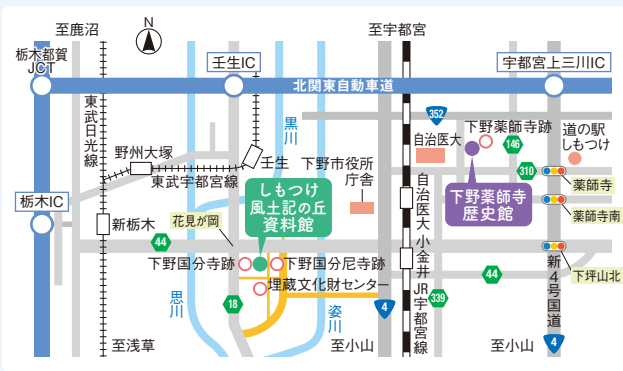 至鹿沼
N
至宇都宮
栃木都賀
JCT
壬生IC
宇都宮上三川IC
北関東自動車道
東武日光線
黒川
352
自治医大
下野薬師寺跡
146
道の駅
しもつけ
野州大塚
壬生
下野市役所
庁舎
310
薬師寺
東武宇都宮線
しもつけ
風土記の丘
資料館
下野薬師寺
歴史館
自治医大
栃木IC
新栃木
花見が岡
薬師寺南
44
小金井
下野国分寺跡
下野国分尼寺跡
下坪山北
埋蔵文化財センター
44
思川
18
姿川
4
339
JR宇都宮線
新4号国道
4
至浅草
至小山
至小山